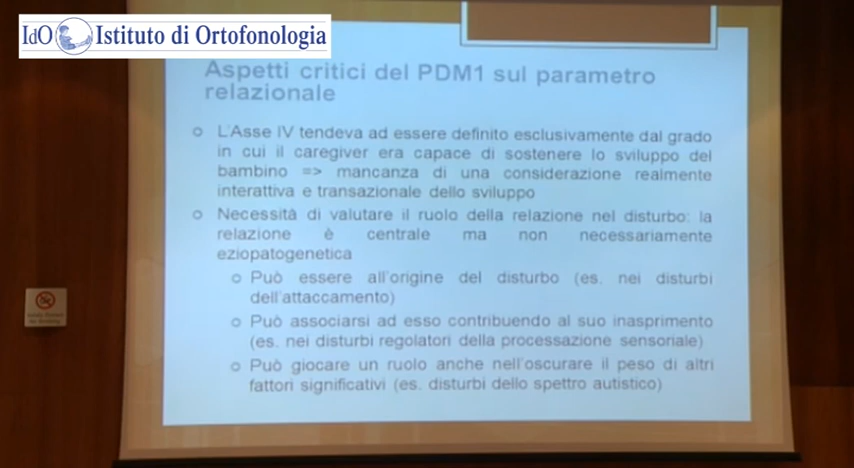 IdO Istituto di Ortofonologia
Aspetti critici del PDM1 sul parametro
relazionale
L'Asse IV tendeva ad essere definito esclusivamente dal grado
in cui il caregiver era capace di sostenere lo sviluppo del
bambino => mancanza di una considerazione realmente
interattiva e transazionale dello sviluppo
Necessità di valutare il ruolo della relazione nel disturbo: la
relazione è centrale ma non necessariamente
eziopatogenetica
Può essere all'origine del disturbo (es. nei disturbi
dell'attaccamento)
Può associarsi ad esso contribuendo al suo inasprimento
(es. nei disturbi regolatori della processazione sensoriale)
Può giocare un ruolo anche nell'oscurare il peso di altri
fattori significativi (es. disturbi dello spettro autistico)